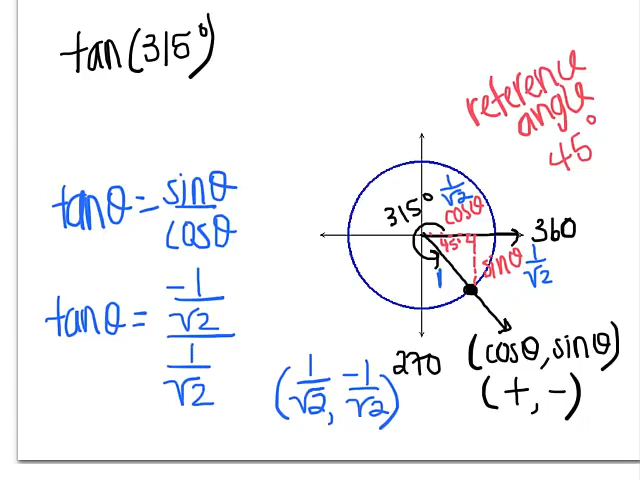 tan(315°)
reference
angle
45°
tanθ = sinθ/cosθ
tanθ = (-1/√2)/(1/√2)
315°
1/√2
cosθ
45°
360
sinθ
1/√2
1
270
(cosθ, sinθ)
(+, -)
(1/√2, -1/√2)